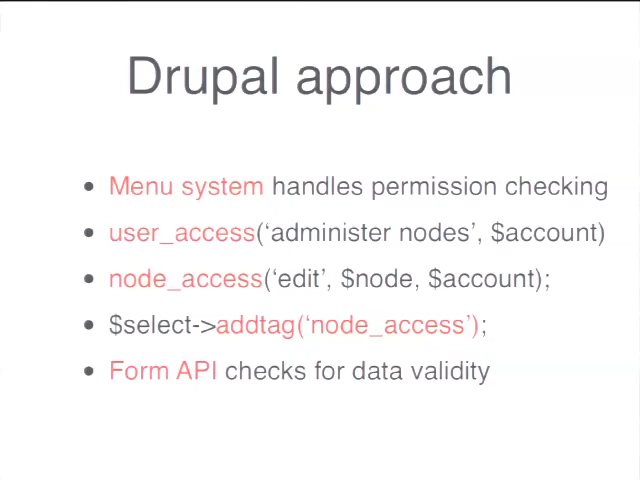 Drupal approach
• Menu system handles permission checking
• user_access(‘administer nodes’, $account)
• node_access(‘edit’, $node, $account);
• $select->addtag(‘node_access’);
• Form API checks for data validity